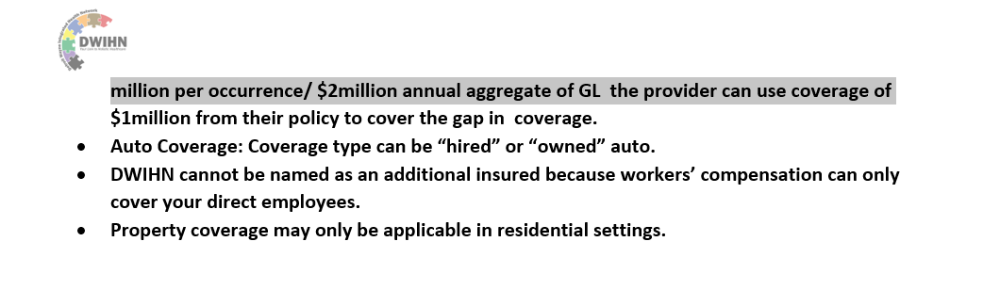 DWIHN
million per occurrence/ $2million annual aggregate of GL  the provider can use coverage of
$1million from their policy to cover the gap in  coverage.
• Auto Coverage: Coverage type can be “hired” or “owned” auto.
• DWIHN cannot be named as an additional insured because workers’ compensation can only
cover your direct employees.
• Property coverage may only be applicable in residential settings.